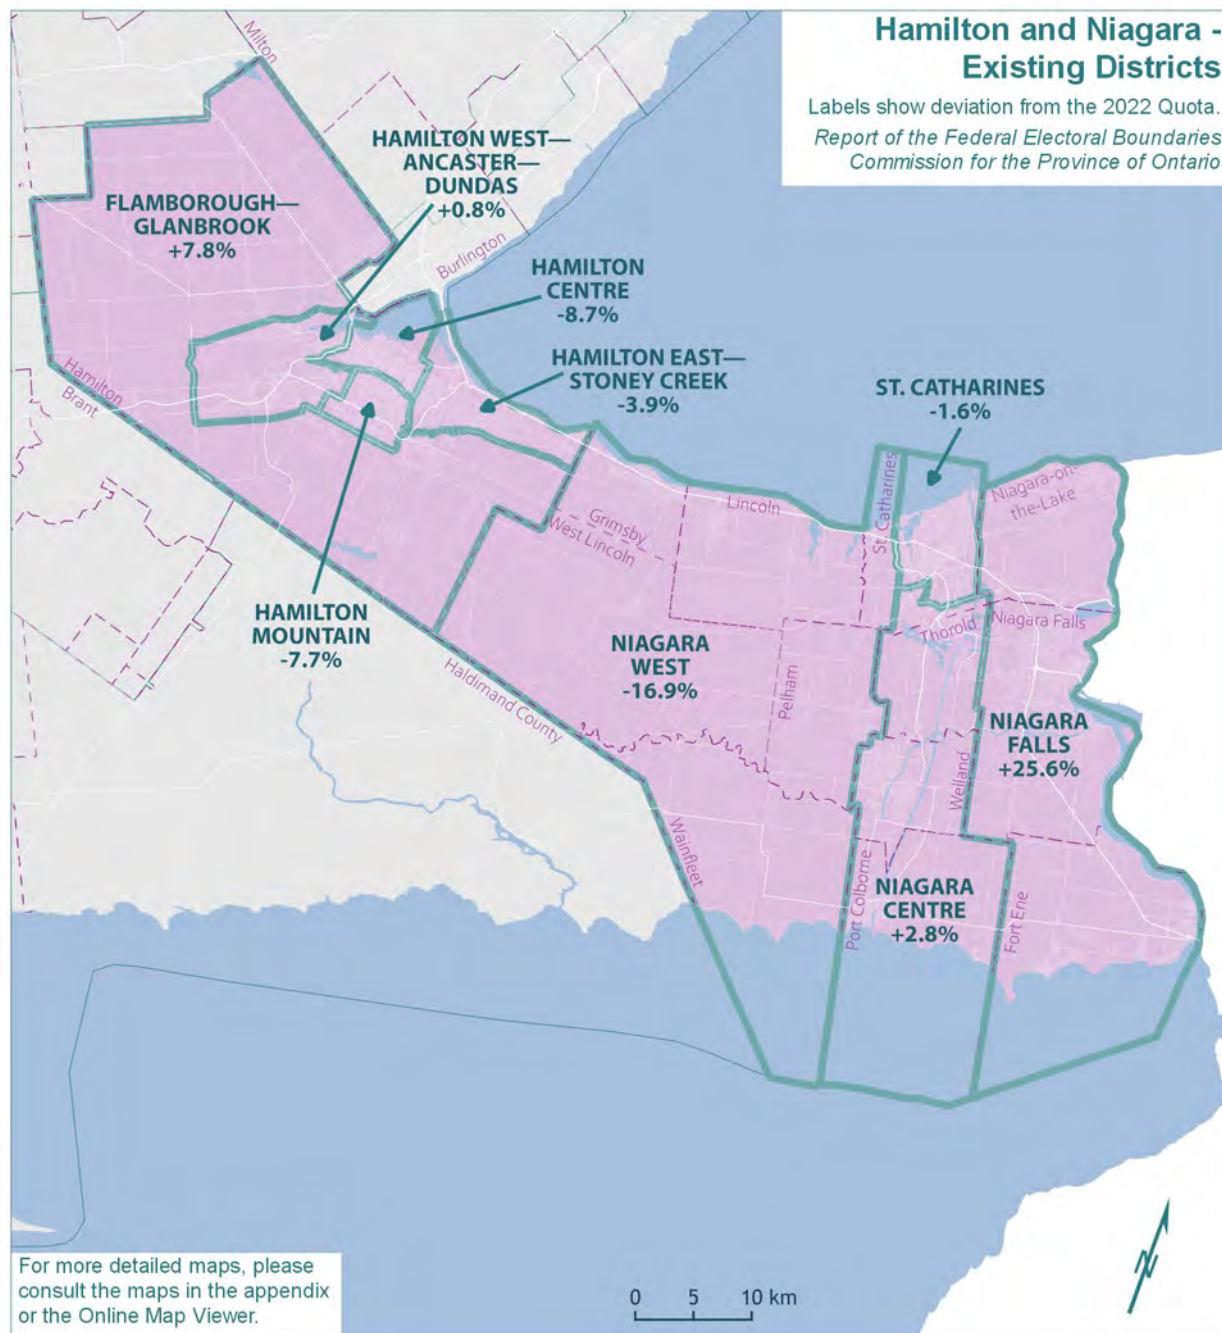 Hamilton and Niagara -
Existing Districts
Labels show deviation from the 2022 Quota.
Report of the Federal Electoral Boundaries
Commission for the Province of Ontario
Milton
HAMILTON WEST—
ANCASTER—
DUNDAS
+0.8%
FLAMBOROUGH—
GLANBROOK
+7.8%
Burlington
HAMILTON
CENTRE
-8.7%
HAMILTON EAST—
STONEY CREEK
-3.9%
ST. CATHARINES
-1.6%
Hamilton
Brant
St. Catharines
Niagara-on-
the-Lake
Lincoln
Grimsby
West Lincoln
HAMILTON
MOUNTAIN
-7.7%
Thorold
Niagara Falls
NIAGARA
WEST
-16.9%
Haldimand County
Pelham
NIAGARA
FALLS
+25.6%
Welland
Wainfleet
Port Colborne
NIAGARA
CENTRE
+2.8%
Fort Erie
For more detailed maps, please
consult the maps in the appendix
or the Online Map Viewer.
0 5 10 km
N